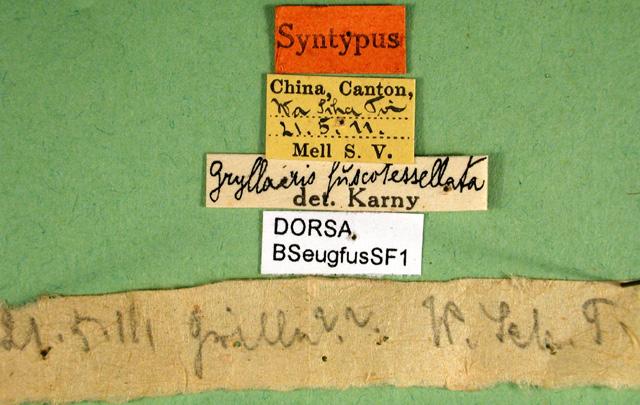 Syntypus
China, Canton,
21.5.11.
Mell S. V.
Gryllacris fuscotessellata
det. Karny
DORSA
BSeugfusSF1
21.5.11